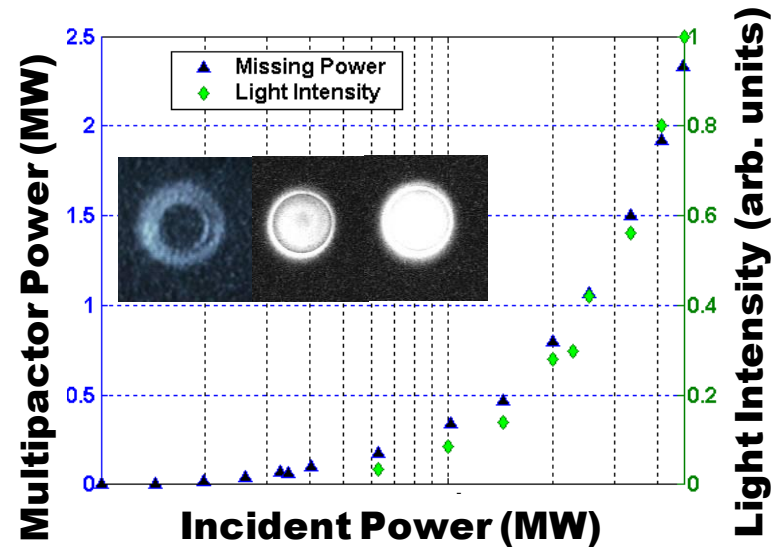 Multipactor Power (MW)
2.5
2
1.5
1
0.5
0
Missing Power
Light Intensity
1
0.8
0.6
0.4
0.2
0
Light Intensity (arb. units)
Incident Power (MW)